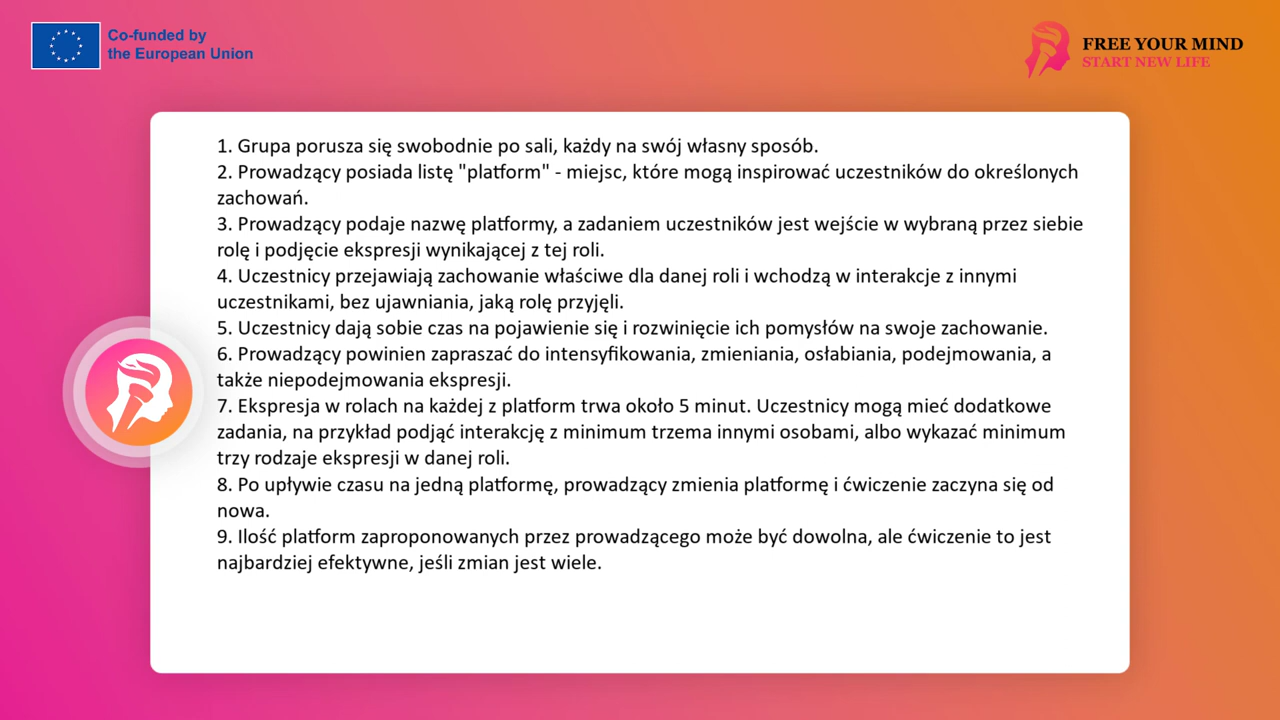 Co-funded by
the European Union
FREE YOUR MIND
START NEW LIFE
1. Grupa porusza się swobodnie po sali, każdy na swój własny sposób.
2. Prowadzący posiada listę "platform" - miejsc, które mogą inspirować uczestników do określonych
zachowań.
3. Prowadzący podaje nazwę platformy, a zadaniem uczestników jest wejście w wybraną przez siebie
rolę i podjęcie ekspresji wynikającej z tej roli.
4. Uczestnicy przejawiają zachowanie właściwe dla danej roli i wchodzą w interakcje z innymi
uczestnikami, bez ujawniania, jaką rolę przyjęli.
5. Uczestnicy dają sobie czas na pojawienie się i rozwinięcie ich pomysłów na swoje zachowanie.
6. Prowadzący powinien zapraszać do intensyfikowania, zmieniania, osłabiania, podejmowania, a
także niepodejmowania ekspresji.
7. Ekspresja w rolach na każdej z platform trwa około 5 minut. Uczestnicy mogą mieć dodatkowe
zadania, na przykład podjąć interakcję z minimum trzema innymi osobami, albo wykazać minimum
trzy rodzaje ekspresji w danej roli.
8. Po upływie czasu na jedną platformę, prowadzący zmienia platformę i ćwiczenie zaczyna się od
nowa.
9. Ilość platform zaproponowanych przez prowadzącego może być dowolna, ale ćwiczenie to jest
najbardziej efektywne, jeśli zmian jest wiele.